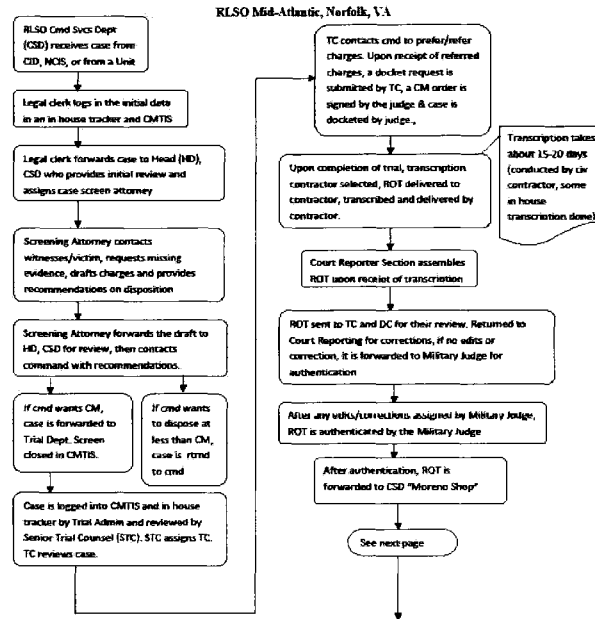 RLSO Mid-Atlantic, Norfolk, VA
RLSO Cmd Svcs Dept
(CSD) receives case from
CID, NCIS, or from a Unit
Legal clerk logs in the initial data
in an in house tracker and CMTIS
Legal clerk forwards case to Head (HD),
CSD who provides initial review and
assigns case screen attorney
Screening Attorney contacts
witnesses/victim, requests missing
evidence, drafts charges and provides
recommendations on disposition
Screening Attorney forwards the draft to
HD, CSD for review, then contacts
command with recommendations.
If cmd wants CM,
case is forwarded to
Trial Dept. Screen
closed in CMTIS.
If cmd wants
to dispose at
less than CM,
case is rtrnd
to cmd
Case is logged into CMTIS and in house
tracker by Trial Admin and reviewed by
Senior Trial Counsel (STC). STC assigns TC.
TC reviews case.
TC contacts cmd to prefer/refer
charges. Upon receipt of referred
charges, a docket request is
submitted by TC, a CM order is
signed by the judge & case is
docketed by judge.,
Transcription takes
about 15-20 days
(conducted by civ
contractor, some
in house
transcription done)
Upon completion of trial, transcription
contractor selected, ROT delivered to
contractor, transcribed and delivered by
contractor.
Court Reporter Section assembles
ROT upon receipt of transcription
ROT sent to TC and DC for their review. Returned to
Court Reporting for corrections, if no edits or
correction, it is forwarded to Military Judge for
authentication
After any edits/corrections assigned by Military Judge,
ROT is authenticated by the Military Judge
After authentication, ROT is
forwarded to CSD "Moreno Shop"
See next page